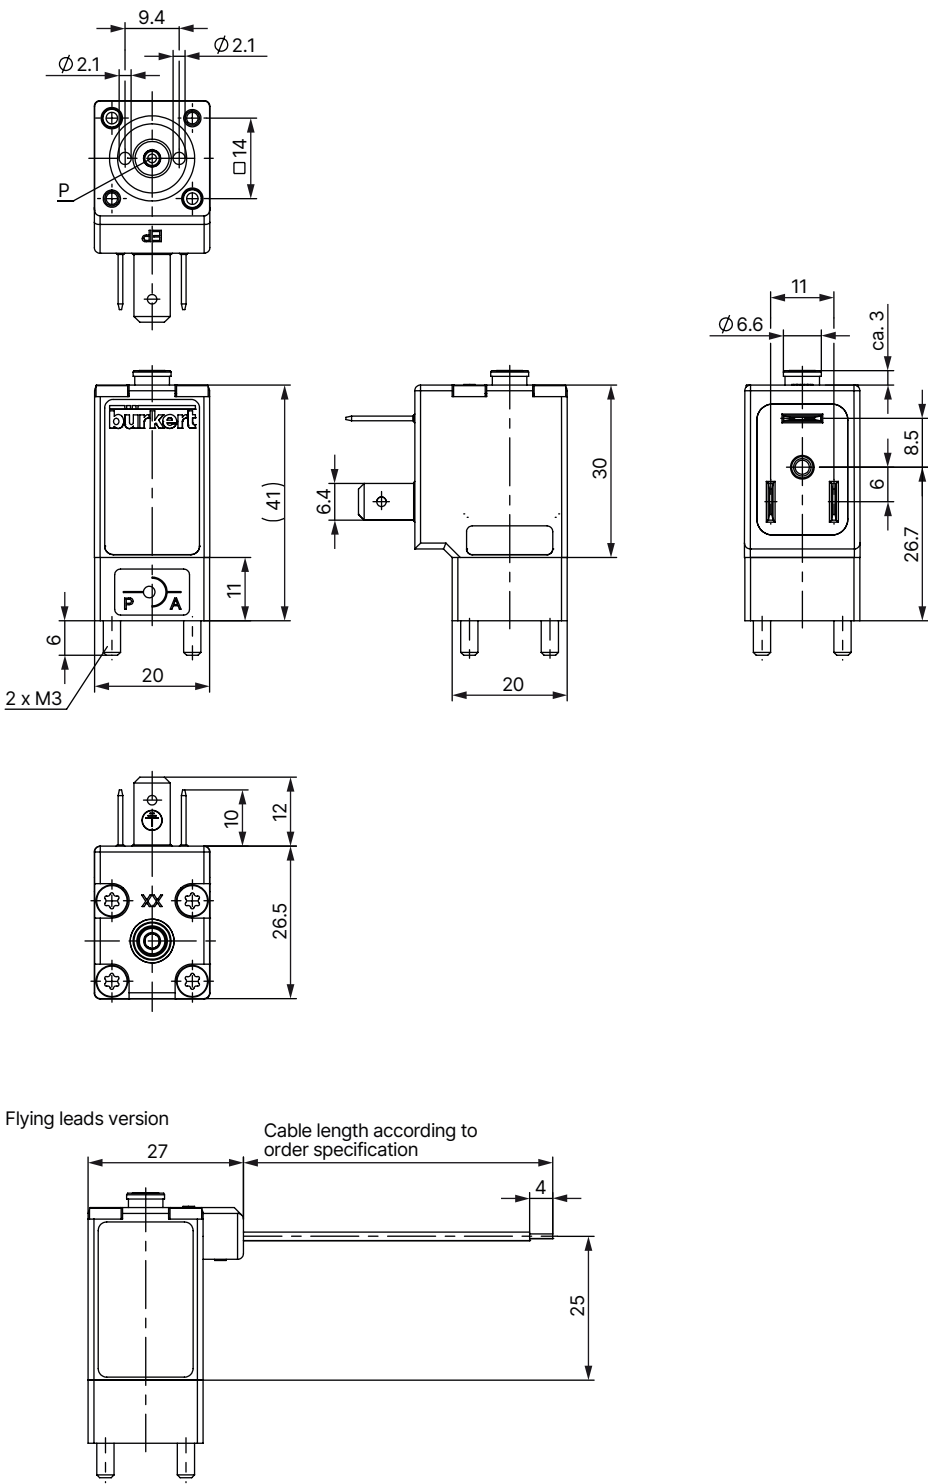 9.4
⌀2.1
⌀2.1
□14
P
11
⌀6.6
ca. 3
bürkert
(41)
6.4
30
8.5
6
26.7
P A
11
6
20
2 x M3
20
10
12
XX
26.5
Flying leads version
27
Cable length according to
order specification
4
25